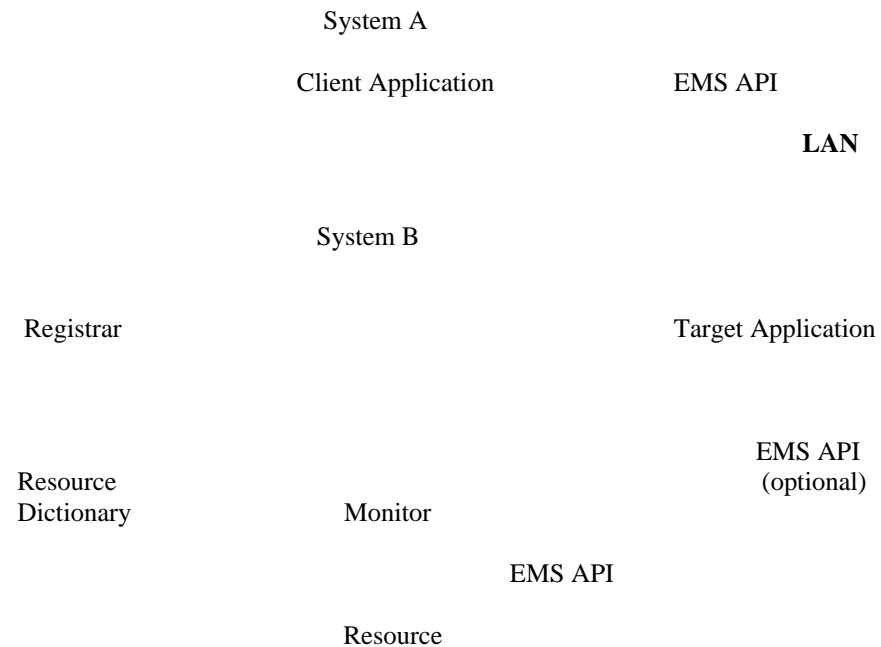 System A
Client Application EMS API
LAN
System B
Registrar Target Application
EMS API
Resource (optional)
Dictionary Monitor
EMS API
Resource